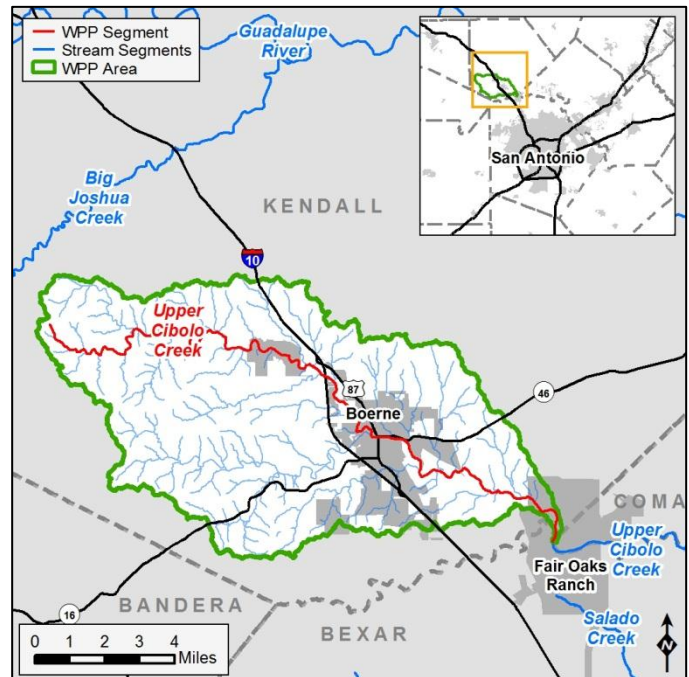 WPP Segment
Stream Segments
WPP Area
Guadalupe
River
San Antonio
Big
Joshua
Creek
KENDALL
10
Upper
Cibolo
Creek
87
Boerne
46
COMA
Upper
Cibolo
Creek
Fair Oaks
Ranch
16
BANDERA
BEXAR
Salado
Creek
0 1 2 3 4
Miles
N